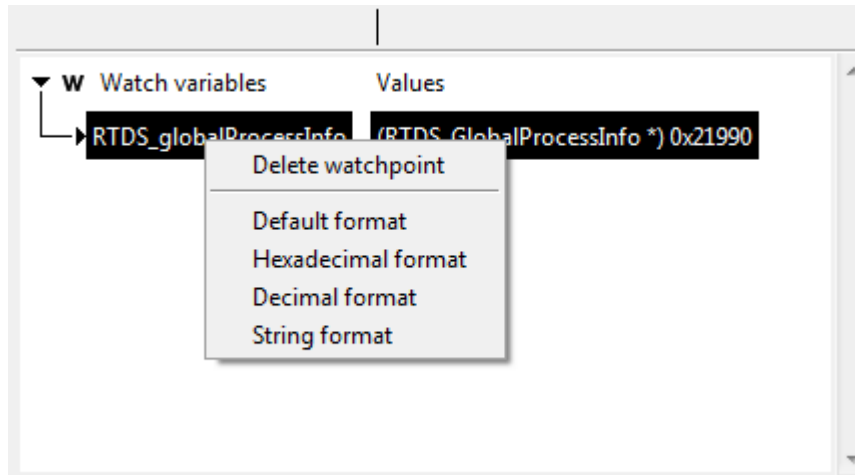 W Watch variables Values
RTDS_globalProcessInfo (RTDS_GlobalProcessInfo *) 0x21990
Delete watchpoint
Default format
Hexadecimal format
Decimal format
String format